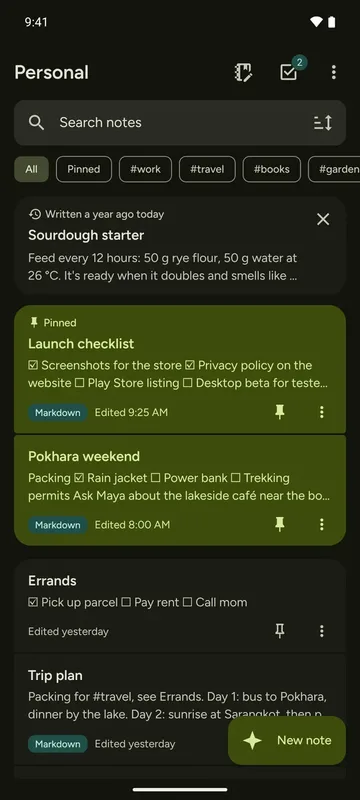 9:41
Personal
2
Search notes
All Pinned #work #travel #books #garden
Written a year ago today
Sourdough starter
Feed every 12 hours: 50 g rye flour, 50 g water at
26 °C. It's ready when it doubles and smells like ...
Pinned
Launch checklist
☑ Screenshots for the store ☑ Privacy policy on the
website ☐ Play Store listing ☐ Desktop beta for teste...
Markdown Edited 9:25 AM
Pokhara weekend
Packing ☑ Rain jacket ☐ Power bank ☐ Trekking
permits Ask Maya about the lakeside café near the bo...
Markdown Edited 8:00 AM
Errands
☑ Pick up parcel ☐ Pay rent ☐ Call mom
Edited yesterday
Trip plan
Packing for #travel, see Errands. Day 1: bus to Pokhara,
dinner by the lake. Day 2: sunrise at Sarangkot, then
Markdown Edited yesterday
New note